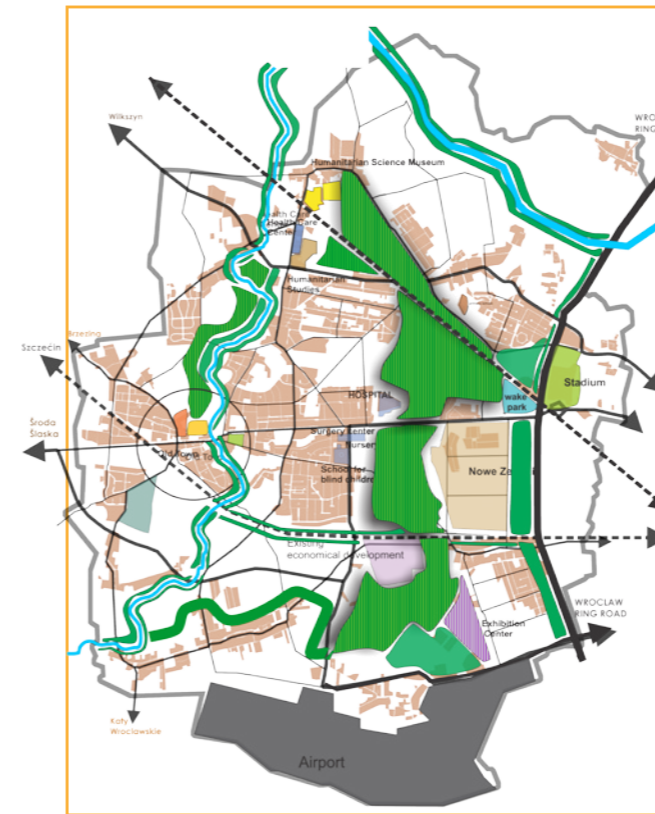 WRO
RING
Wilkszyn
Humanitarian Science Museum
Health Care
Center
Humanitarian
Studies
Brzezina
Szczecin
HOSPITAL
Stadium
wake
park
Środa
Śląska
Surgery center
Nowe Ze
School for
blind children
Existing
economical development
WROCLAW
RING ROAD
Exhibition
Center
Kąty
Wrocławskie
Airport